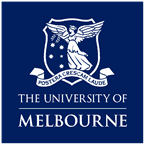 POSTERA CRESCAM LAUDE
THE UNIVERSITY OF
MELBOURNE